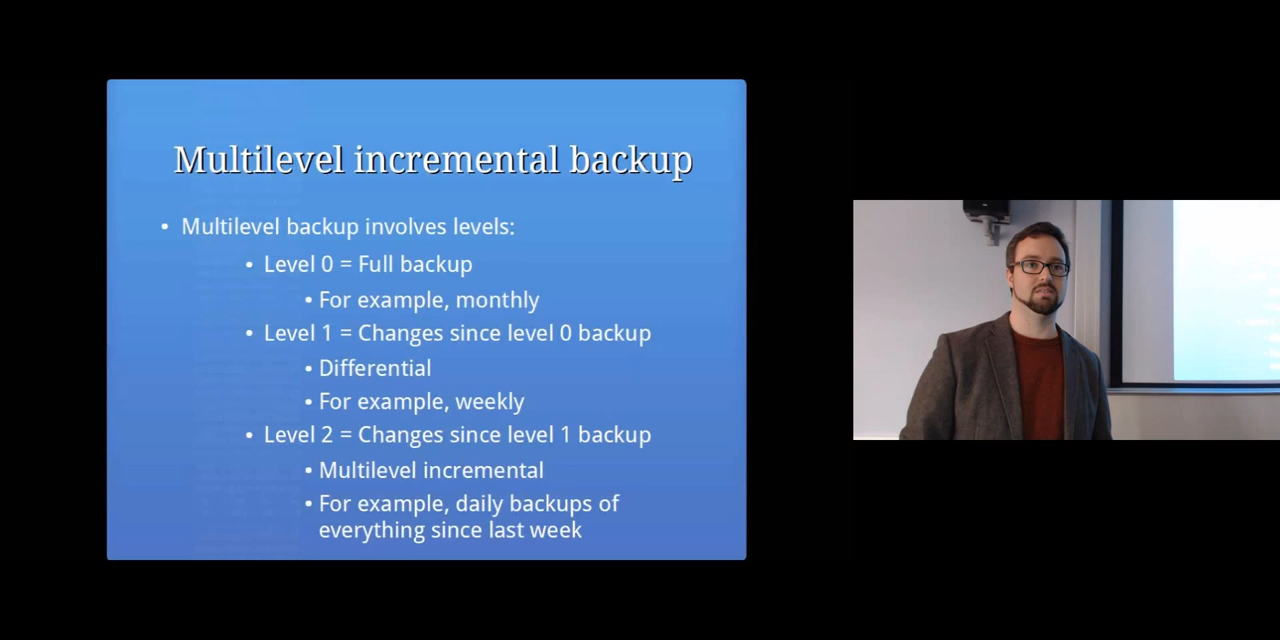 Multilevel incremental backup
• Multilevel backup involves levels:
• Level 0 = Full backup
• For example, monthly
• Level 1 = Changes since level 0 backup
• Differential
• For example, weekly
• Level 2 = Changes since level 1 backup
• Multilevel incremental
• For example, daily backups of
everything since last week